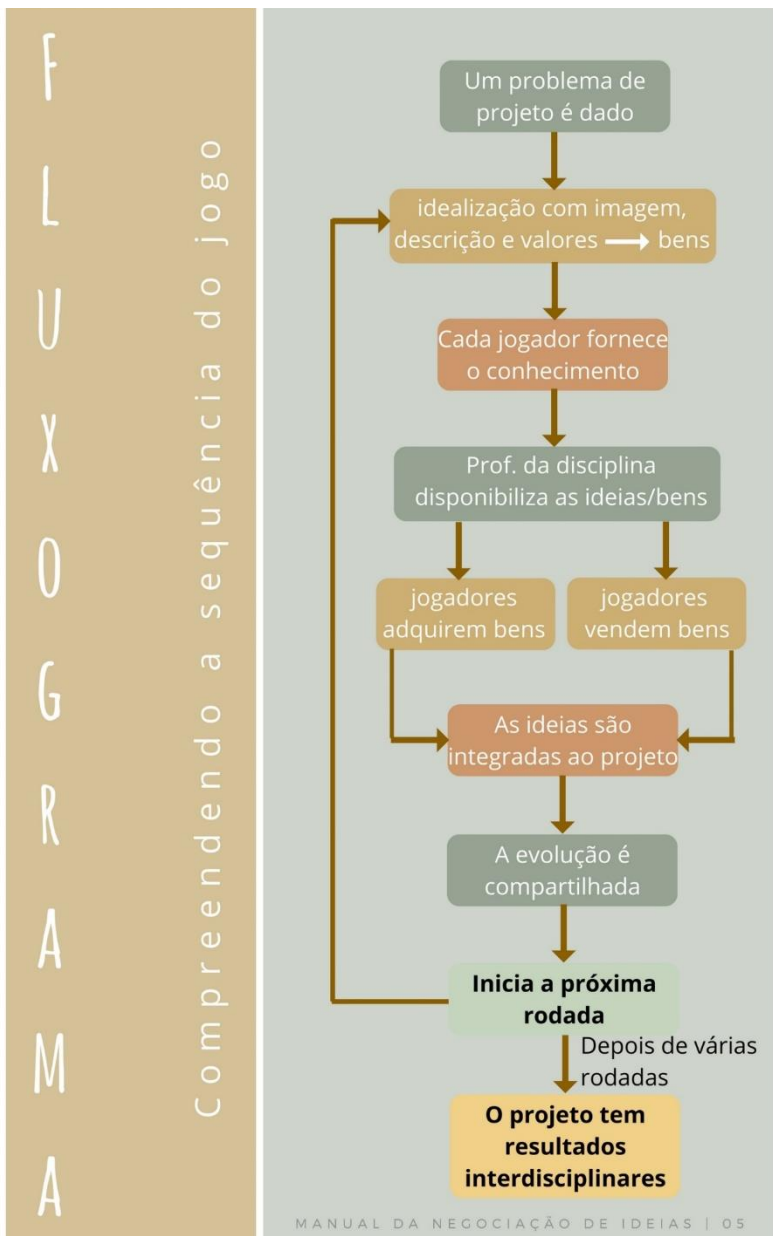 FLUXOGRAMA
Compreendendo a sequência do jogo
Um problema de
projeto é dado
idealização com imagem,
descrição e valores → bens
Cada jogador fornece
o conhecimento
Prof. da disciplina
disponibiliza as ideias/bens
jogadores
adquirem bens
jogadores
vendem bens
As ideias são
integradas ao projeto
A evolução é
compartilhada
Inicia a próxima
rodada
Depois de várias
rodadas
O projeto tem
resultados
interdisciplinares
MANUAL DA NEGOCIAÇÃO DE IDEIAS | 05